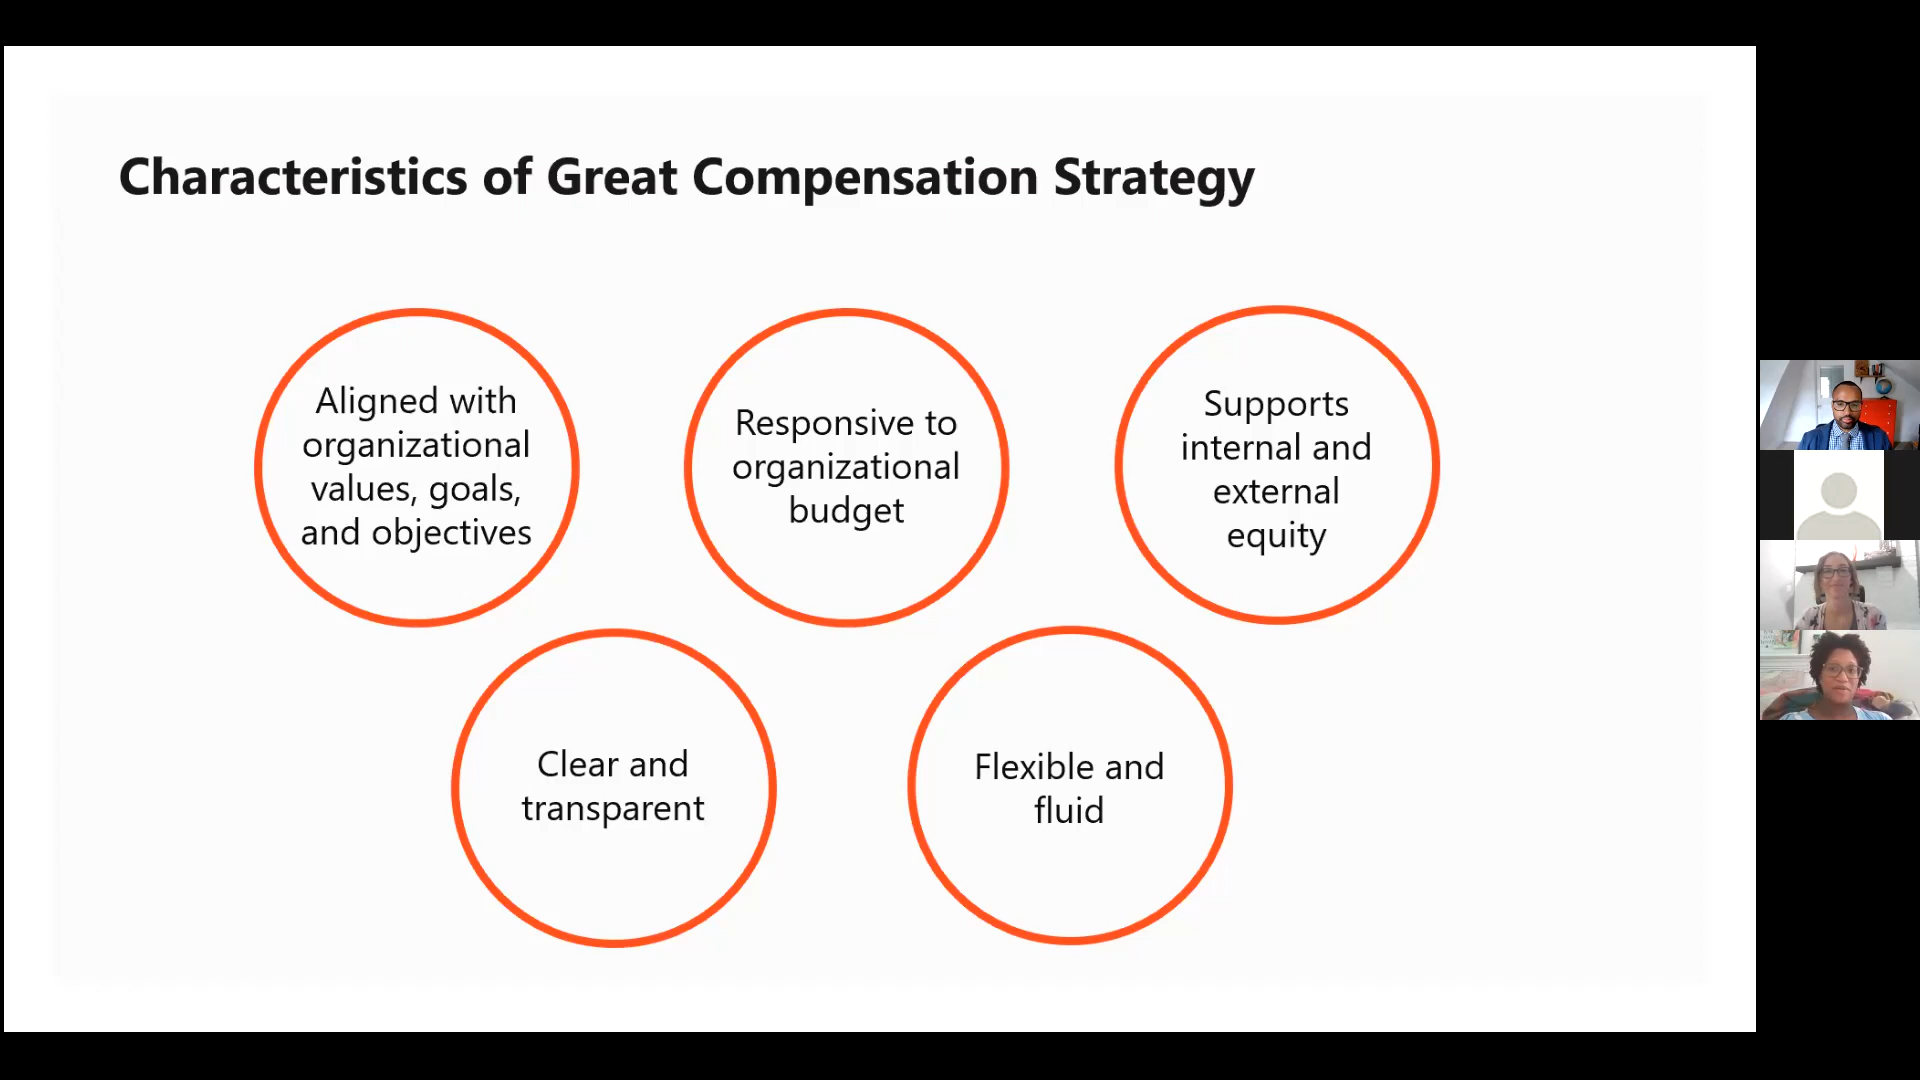 Characteristics of Great Compensation Strategy
Aligned with
organizational
values, goals,
and objectives
Responsive to
organizational
budget
Supports
internal and
external
equity
Clear and
transparent
Flexible and
fluid